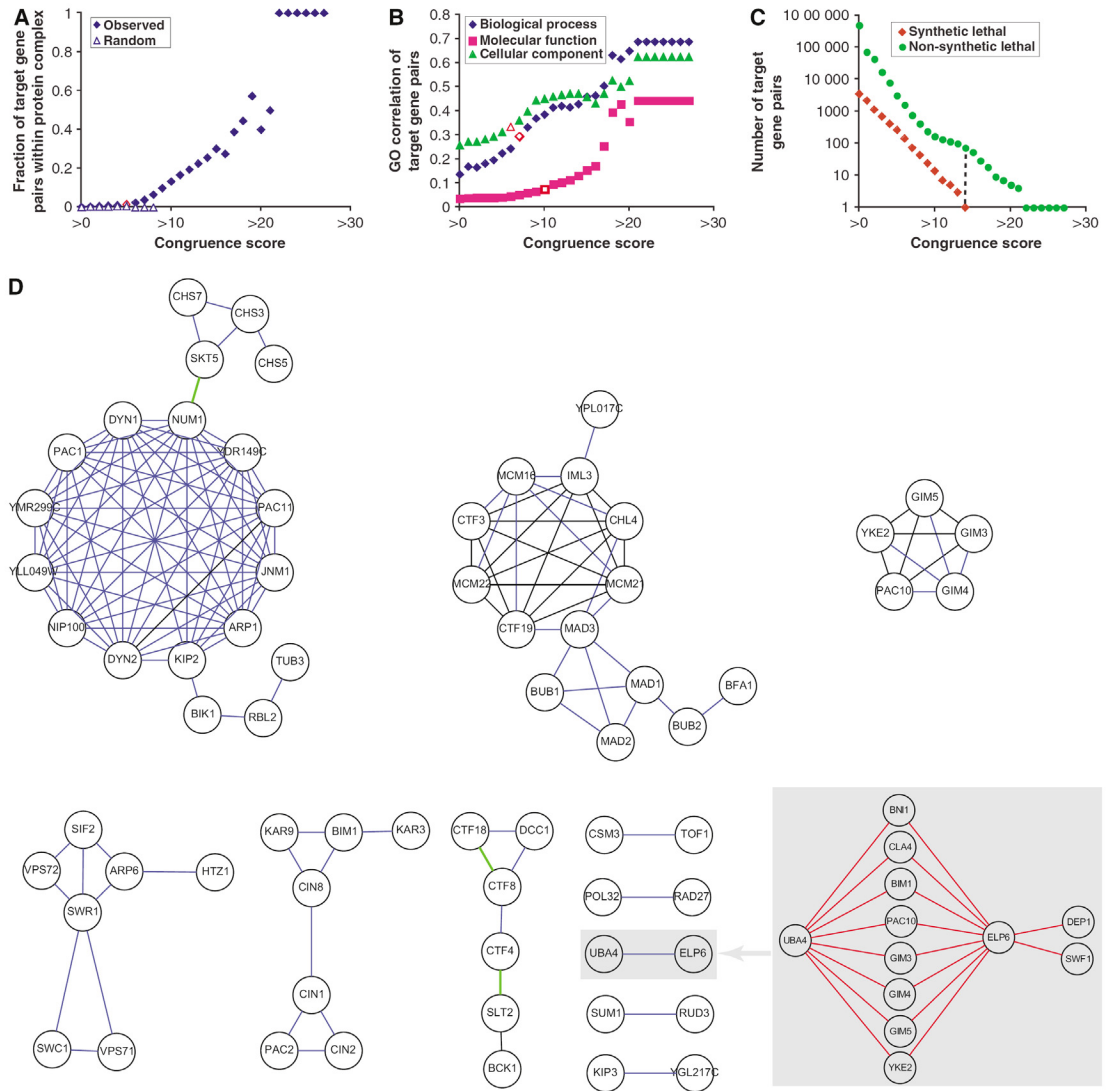 A
Observed
Random
Fraction of target gene
pairs within protein complex
1
0.8
0.6
0.4
0.2
0
>0
>10
>20
>30
Congruence score
B
Biological process
Molecular function
Cellular component
GO correlation of
target gene pairs
0.8
0.7
0.6
0.5
0.4
0.3
0.2
0.1
0
>0
>10
>20
>30
Congruence score
C
Synthetic lethal
Non-synthetic lethal
Number of target
gene pairs
10 00 000
100 000
10 000
1000
100
10
1
>0
>10
>20
>30
Congruence score
D
CHS7
CHS3
SKT5
CHS5
DYN1
NUM1
PAC1
YDR149C
YMR299C
PAC11
YLL049W
JNM1
NIP100
ARP1
DYN2
KIP2
TUB3
BIK1
RBL2
YPL017C
MCM16
IML3
CTF3
CHL4
MCM22
MCM21
CTF19
MAD3
BUB1
MAD1
BFA1
MAD2
BUB2
GIM5
YKE2
GIM3
PAC10
GIM4
SIF2
VPS72
ARP6
HTZ1
SWR1
SWC1
VPS71
KAR9
BIM1
KAR3
CIN8
CIN1
PAC2
CIN2
CTF18
DCC1
CTF8
CTF4
SLT2
BCK1
CSM3
TOF1
POL32
RAD27
UBA4
ELP6
SUM1
RUD3
KIP3
YGL217C
BNI1
CLA4
BIM1
PAC10
UBA4
ELP6
DEP1
SWF1
GIM3
GIM4
GIM5
YKE2